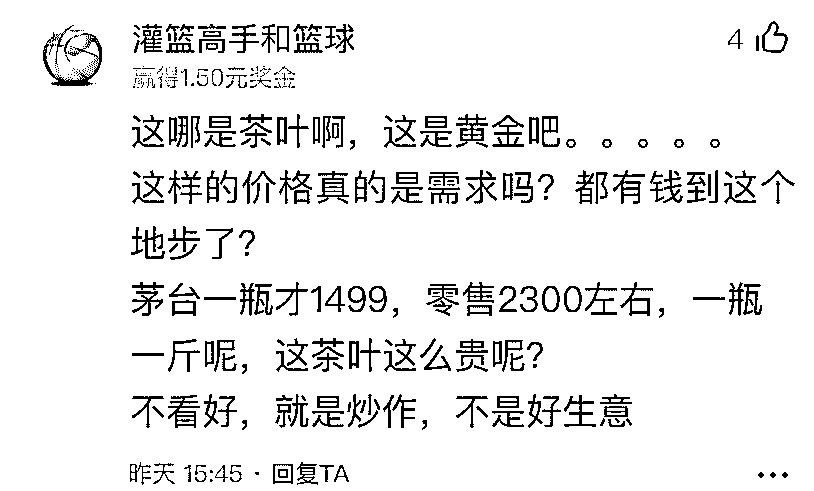 灌篮高手和篮球
4
赢得1.50元奖金
这哪是茶叶啊，这是黄金吧。。。。。
这样的价格真的是需求吗？都有钱到这个
地步了？
茅台一瓶才1499，零售2300左右，一瓶
一斤呢，这茶叶这么贵呢？
不看好，就是炒作，不是好生意
昨天 15:45 · 回复TA